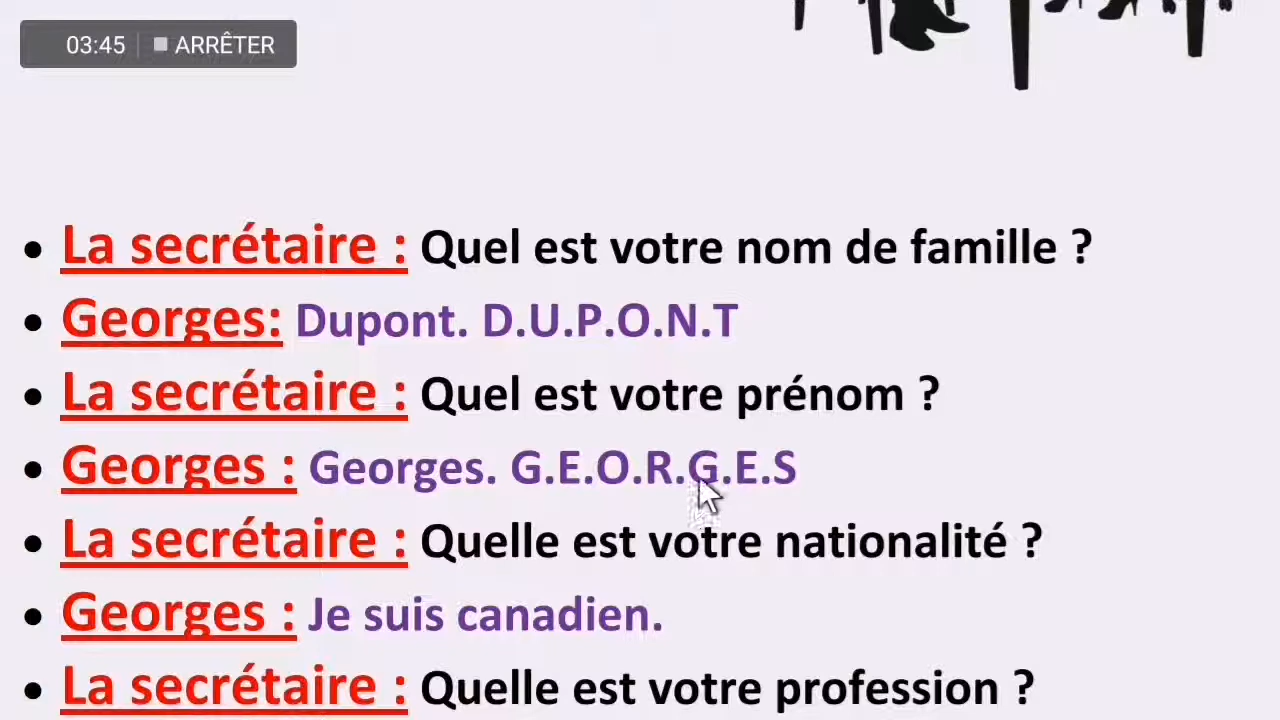 03:45 ARRÊTER
• La secrétaire : Quel est votre nom de famille ?
• Georges: Dupont. D.U.P.O.N.T
• La secrétaire : Quel est votre prénom ?
• Georges : Georges. G.E.O.R.G.E.S
• La secrétaire : Quelle est votre nationalité ?
• Georges : Je suis canadien.
• La secrétaire : Quelle est votre profession ?